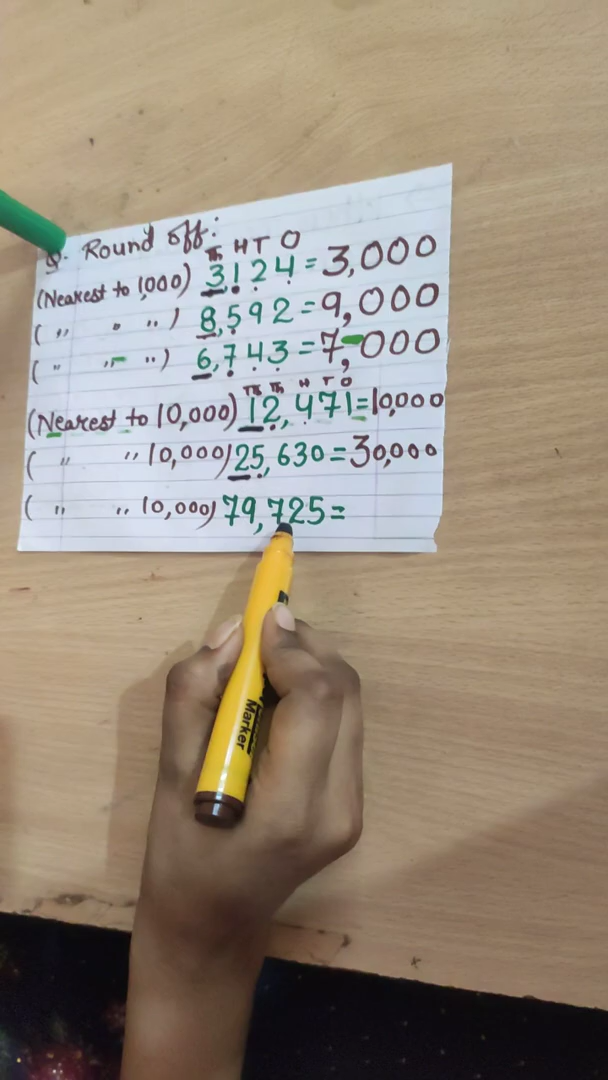 Q. Round off:
Th H T O
(Nearest to 1,000) 3,124 = 3,000
( " " " ) 8,592 = 9,000
( " " " ) 6,743 = 7,000
T.Th Th H T O
(Nearest to 10,000) 12,471 = 10,000
( " " 10,000) 25,630 = 30,000
( " " 10,000) 79,725 =
Marker